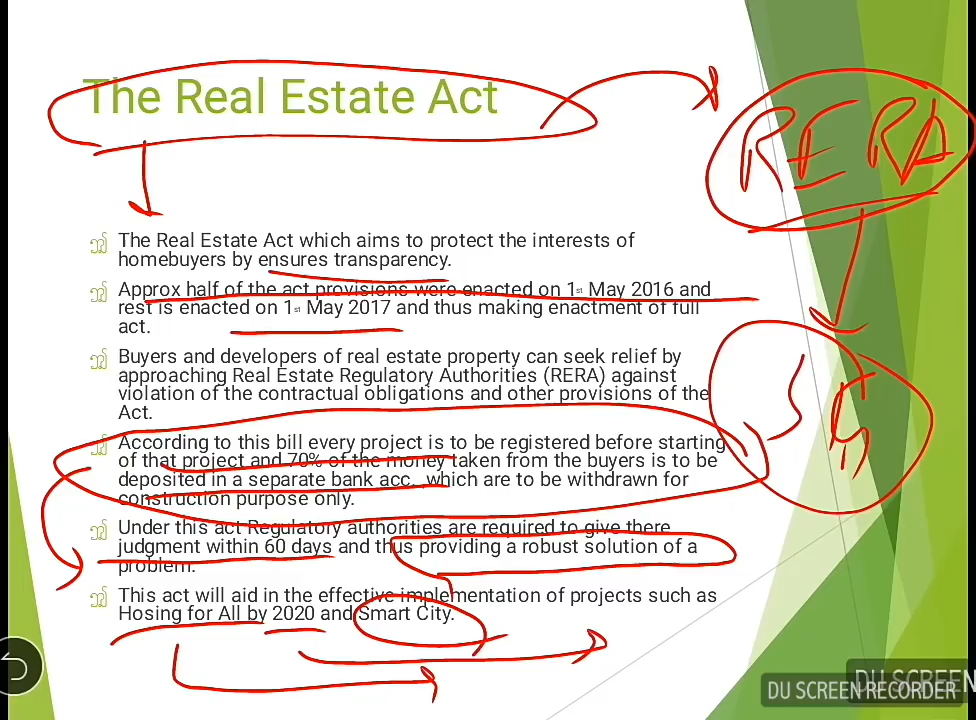 The Real Estate Act
RERA
The Real Estate Act which aims to protect the interests of
homebuyers by ensures transparency.
Approx half of the act provisions were enacted on 1st May 2016 and
rest is enacted on 1st May 2017 and thus making enactment of full
act.
Buyers and developers of real estate property can seek relief by
approaching Real Estate Regulatory Authorities (RERA) against
violation of the contractual obligations and other provisions of the
Act.
According to this bill every project is to be registered before starting
of that project and 70% of the money taken from the buyers is to be
deposited in a separate bank acc. which are to be withdrawn for
construction purpose only.
Under this act Regulatory authorities are required to give there
judgment within 60 days and thus providing a robust solution of a
problem.
This act will aid in the effective implementation of projects such as
Hosing for All by 2020 and Smart City.
DU SCREEN
DU SCREEN RECORDER